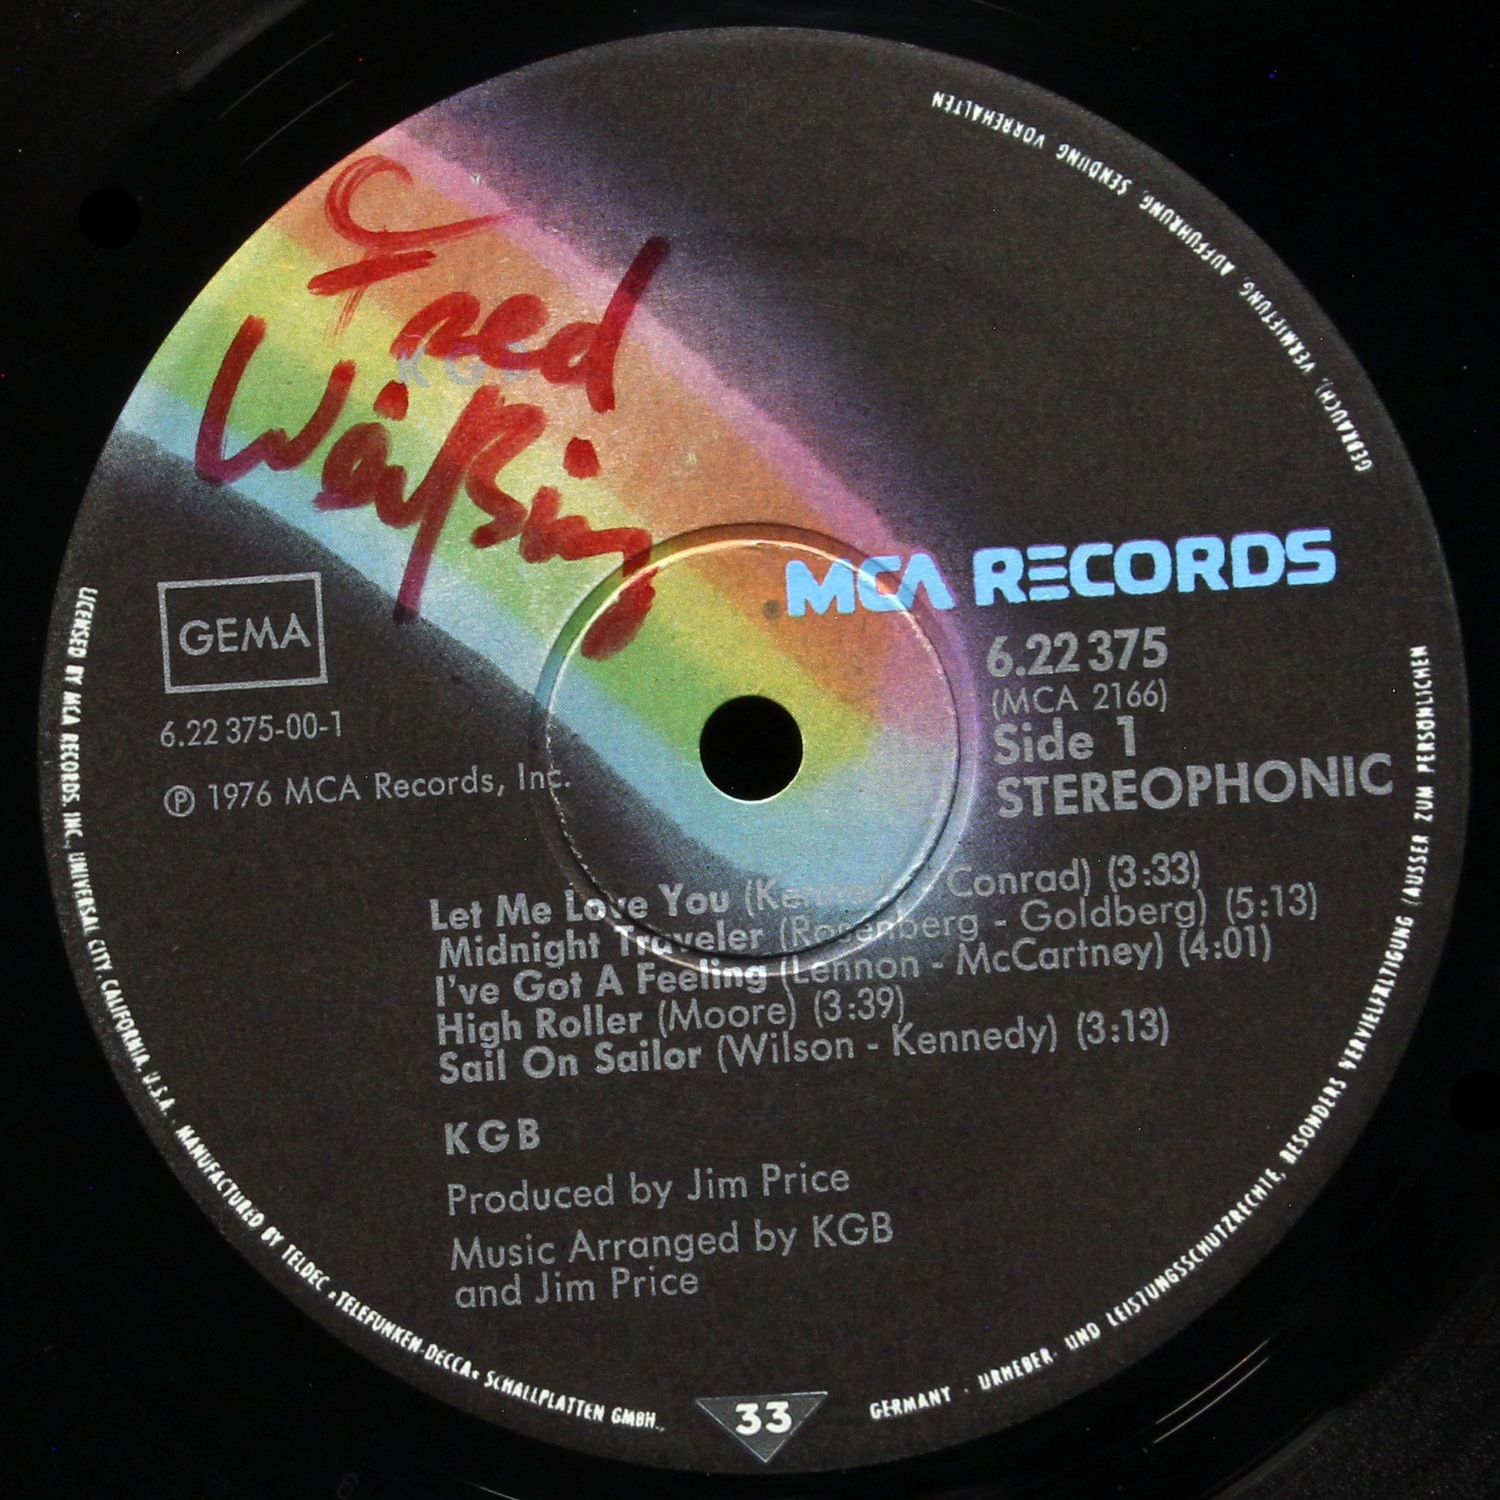 Fred
K G B
MCA RECORDS
GEMA
6.22 375-00-1
Ⓟ 1976 MCA Records, Inc.
6.22 375
(MCA 2166)
Side 1
STEREOPHONIC
Let Me Love You (Kennedy - Conrad) (3:33)
Midnight Traveler (Rosenberg - Goldberg) (5:13)
I've Got A Feeling (Lennon - McCartney) (4:01)
High Roller (Moore) (3:39)
Sail On Sailor (Wilson - Kennedy) (3:13)
KGB
Produced by Jim Price
Music Arranged by KGB
and Jim Price
LICENSED BY MCA RECORDS, INC., UNIVERSAL CITY, CALIFORNIA, U.S.A. · MANUFACTURED BY TELDEC „TELEFUNKEN-DECCA“ SCHALLPLATTEN GMBH.,
33
GERMANY · URHEBER- UND LEISTUNGSSCHUTZRECHTE, BESONDERS VERVIELFÄLTIGUNG (AUSSER ZUM PERSÖNLICHEN
GEBRAUCH), VERMIETUNG, AUFFÜHRUNG, SENDUNG VORBEHALTEN